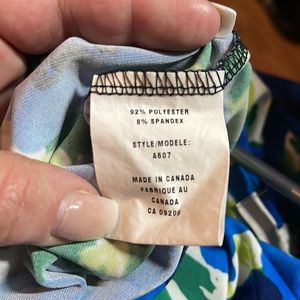 92% POLYESTER
8% SPANDEX
STYLE/MODELE:
A607
MADE IN CANADA
FABRIQUE AU
CANADA
CA 09209